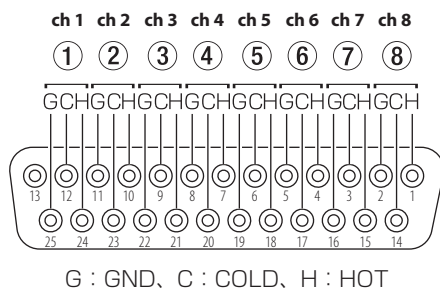 ch 1 ch 2 ch 3 ch 4 ch 5 ch 6 ch 7 ch 8
① ② ③ ④ ⑤ ⑥ ⑦ ⑧
GCHGCHGCHGCHGCHGCHGCHGCH
13 12 11 10 9 8 7 6 5 4 3 2 1
25 24 23 22 21 20 19 18 17 16 15 14
G：GND、C：COLD、H：HOT